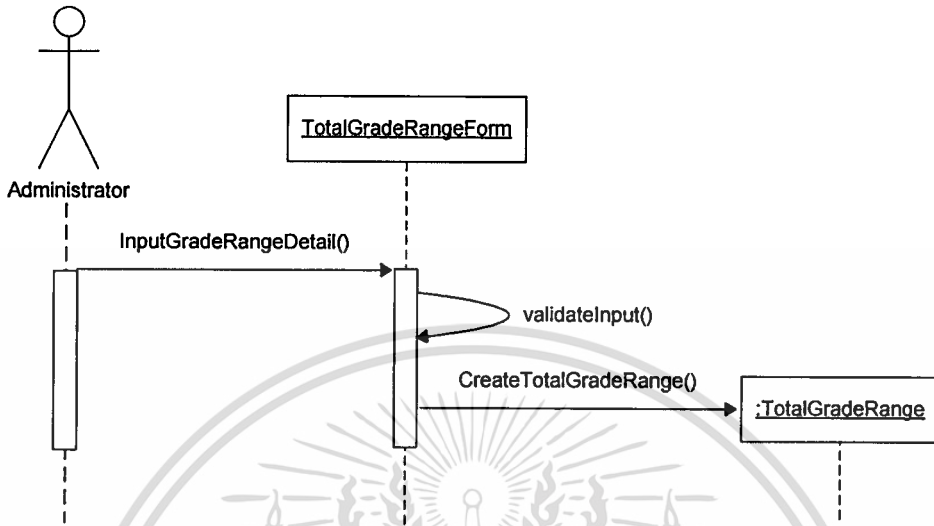 TotalGradeRangeForm
Administrator
InputGradeRangeDetail()
validateInput()
CreateTotalGradeRange()
:TotalGradeRange